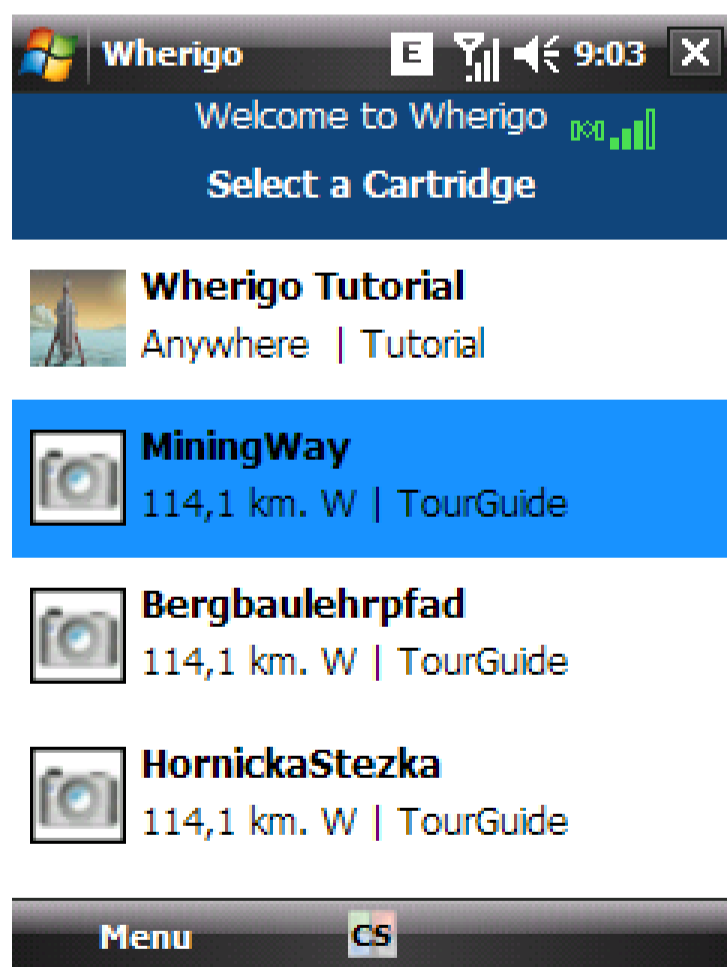 Wherigo E 9:03
Welcome to Wherigo
Select a Cartridge
Wherigo Tutorial
Anywhere | Tutorial
MiningWay
114,1 km. W | TourGuide
Bergbaulehrpfad
114,1 km. W | TourGuide
HornickaStezka
114,1 km. W | TourGuide
Menu CS